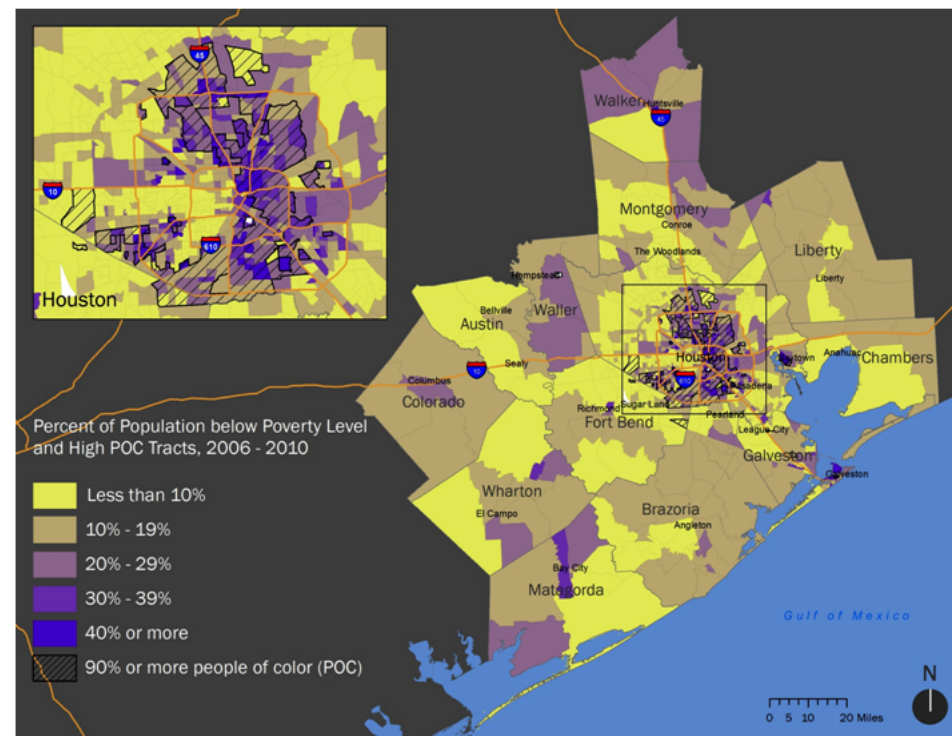 45
10
610
Houston
Percent of Population below Poverty Level
and High POC Tracts, 2006 - 2010
Less than 10%
10% - 19%
20% - 29%
30% - 39%
40% or more
90% or more people of color (POC)
Walker
Huntsville
45
Montgomery
Conroe
The Woodlands
Liberty
Liberty
Hempstead
Waller
Bellville
Austin
Sealy
10
Houston
610
Anahuac
Chambers
Pasadena
Columbus
Colorado
Richmond
Sugar Land
Fort Bend
Pearland
League City
Galveston
Galveston
Wharton
El Campo
Brazoria
Angleton
Bay City
Matagorda
Gulf of Mexico
N
0 5 10 20 Miles